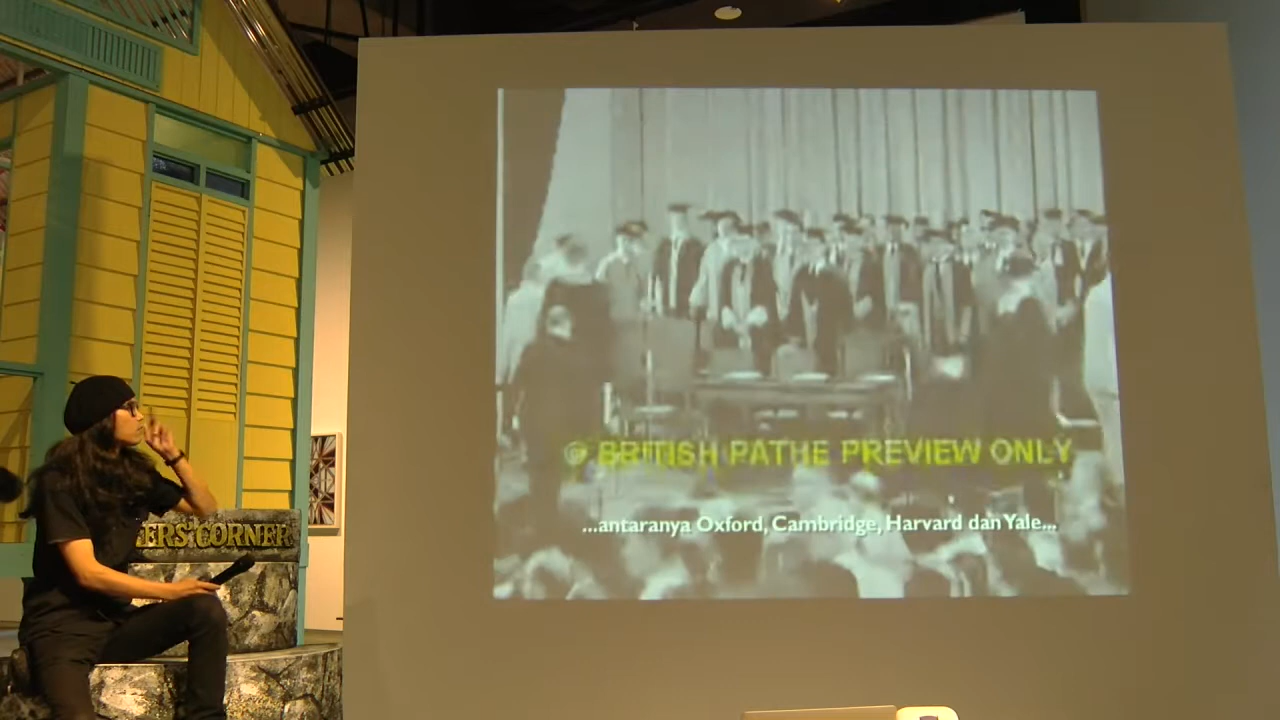 © BRITISH PATHE PREVIEW ONLY
...antaranya Oxford, Cambridge, Harvard dan Yale...
ERS' CORNER